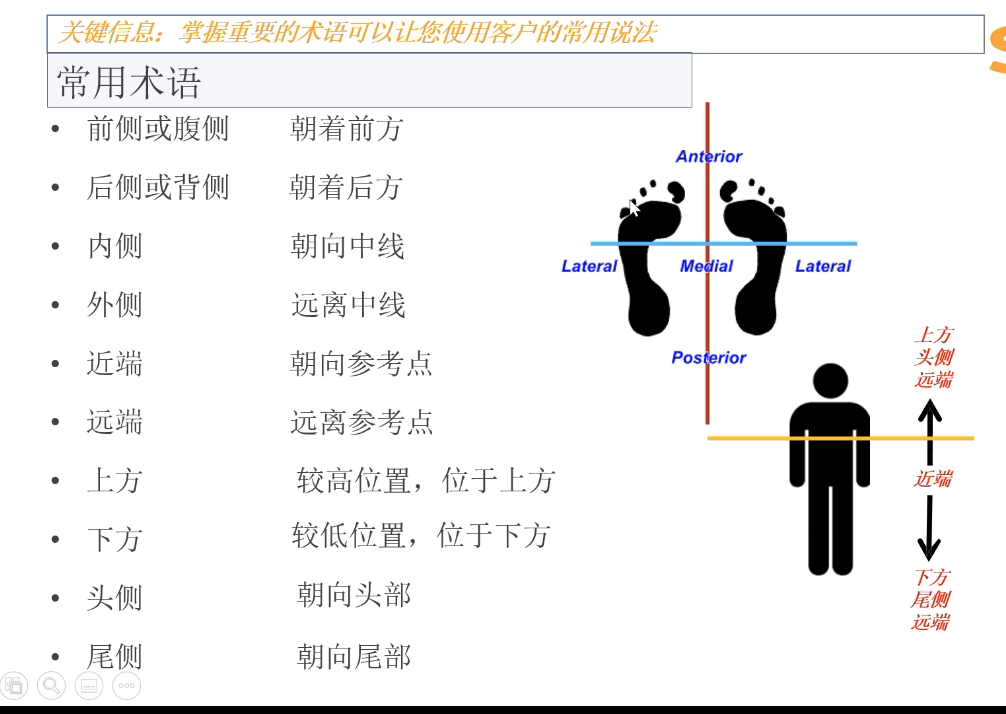 关键信息：掌握重要的术语可以让您使用客户的常用说法
常用术语
• 前侧或腹侧 朝着前方
• 后侧或背侧 朝着后方
• 内侧 朝向中线
• 外侧 远离中线
• 近端 朝向参考点
• 远端 远离参考点
• 上方 较高位置，位于上方
• 下方 较低位置，位于下方
• 头侧 朝向头部
• 尾侧 朝向尾部
Anterior
Lateral Medial Lateral
Posterior
上方
头侧
远端
近端
下方
尾侧
远端